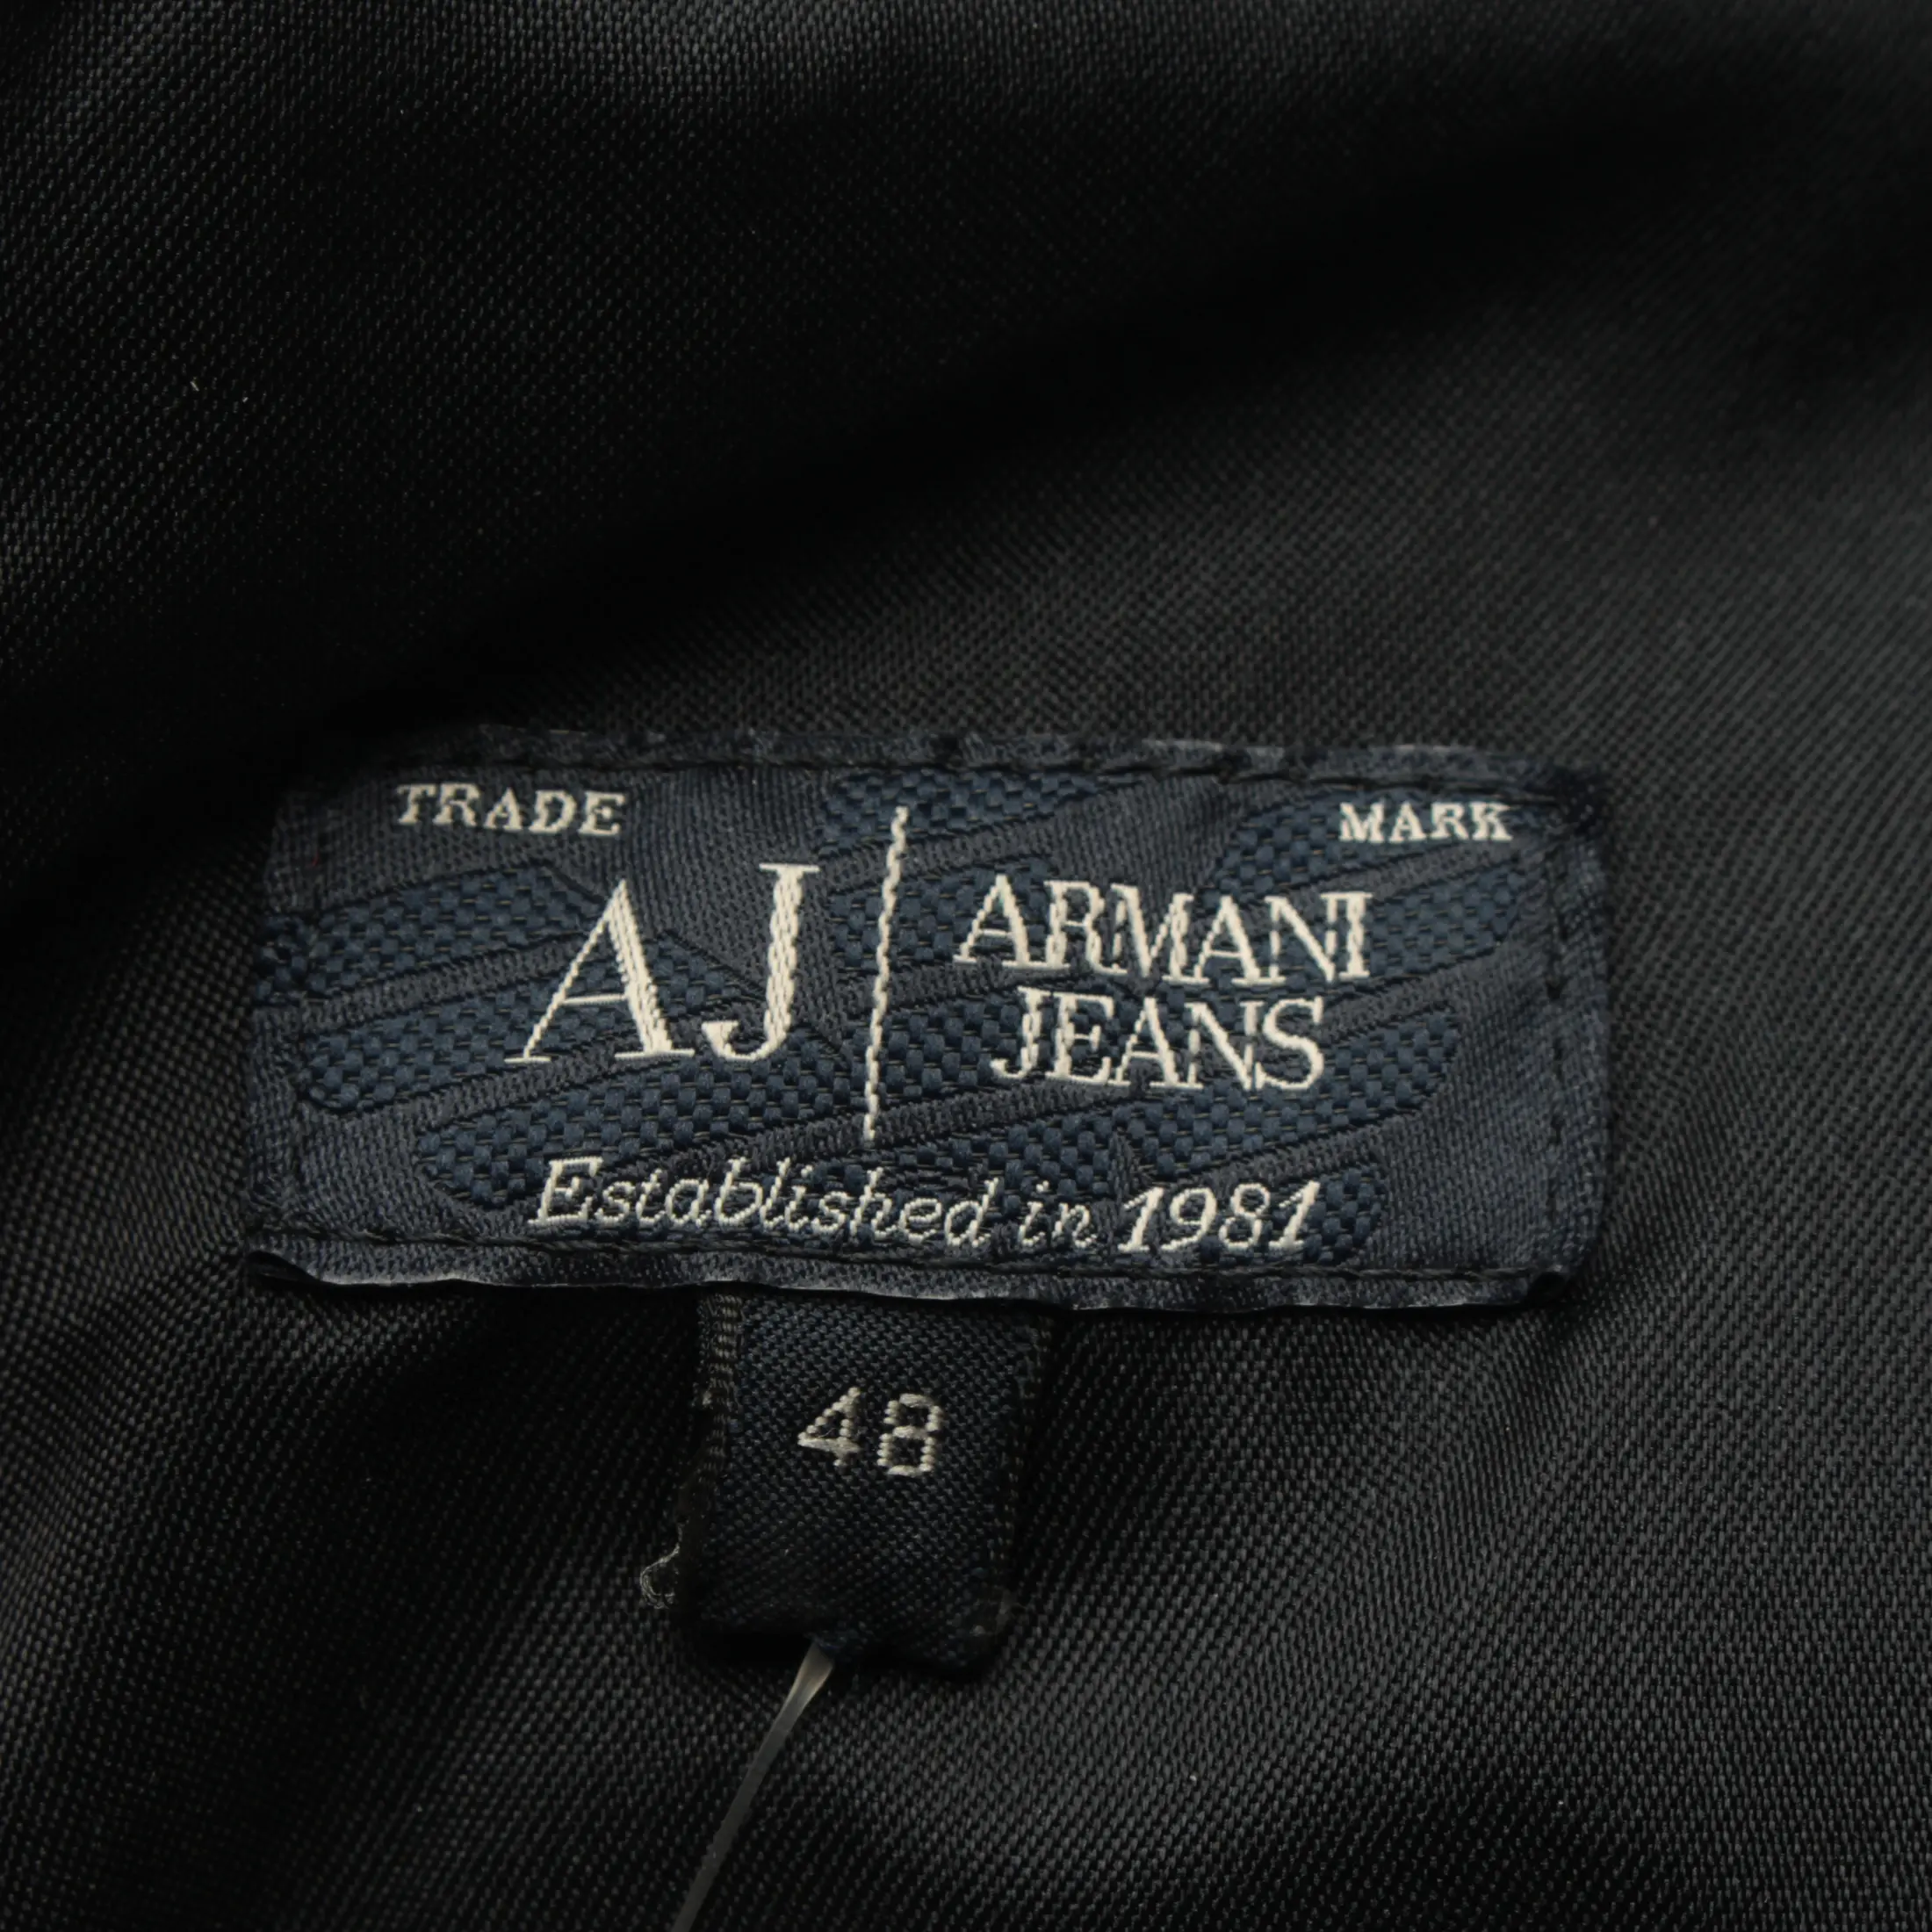 TRADE MARK
AJ ARMANI
JEANS
Established in 1981
48